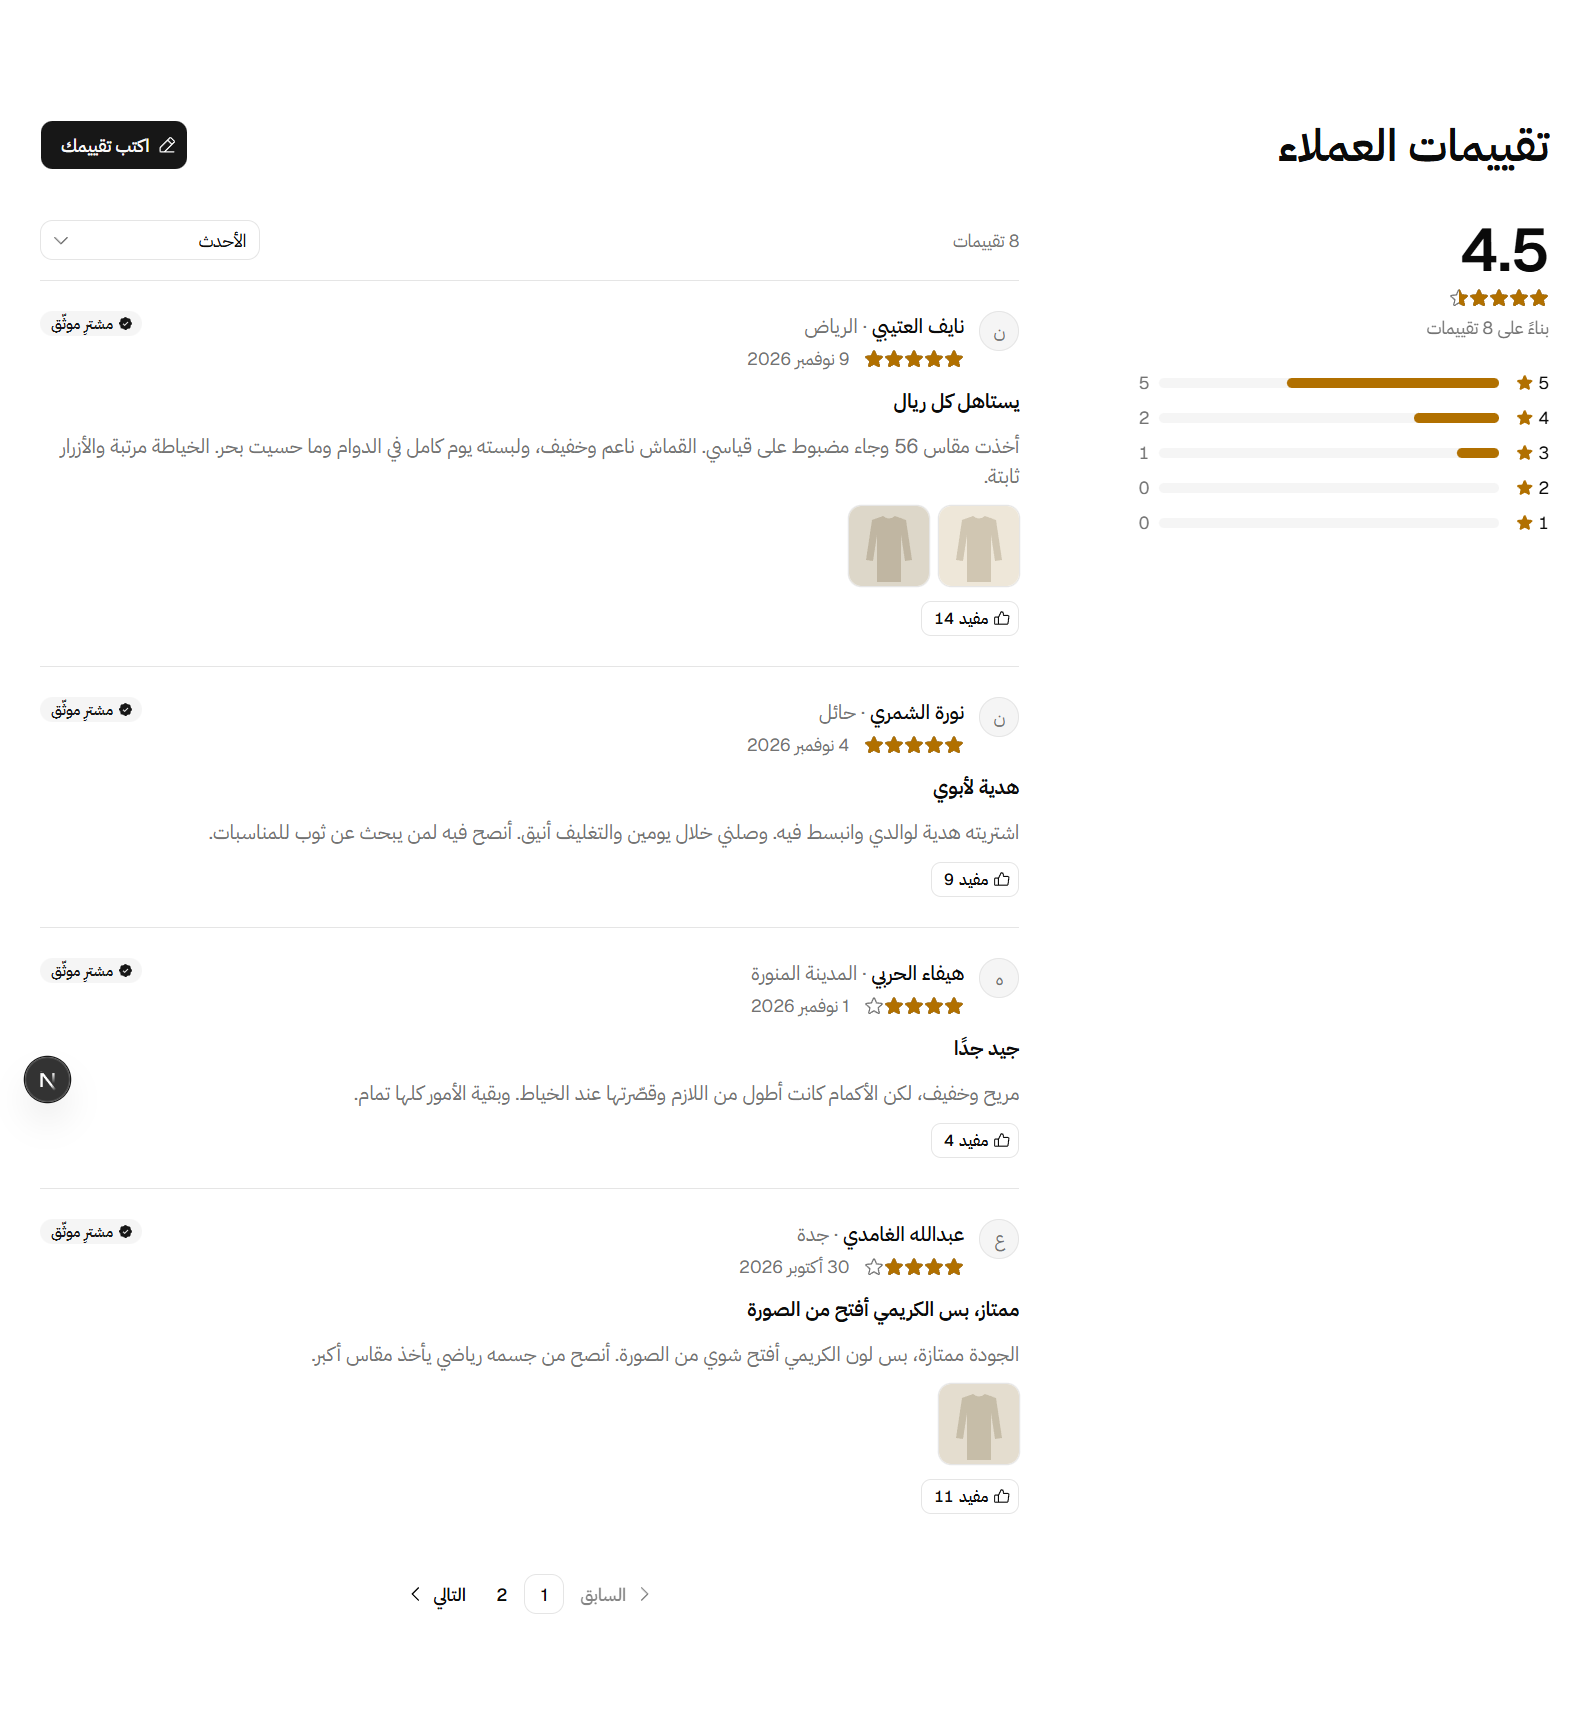 تقييمات العملاء
اكتب تقييمك
4.5
بناءً على 8 تقييمات
5 5
4 2
3 1
2 0
1 0
8 تقييمات
الأحدث
ن
نايف العتيبي · الرياض
مشترٍ موثّق
9 نوفمبر 2026
يستاهل كل ريال
أخذت مقاس 56 وجاء مضبوط على قياسي. القماش ناعم وخفيف، ولبسته يوم كامل في الدوام وما حسيت بحر. الخياطة مرتبة والأزرار
ثابتة.
مفيد 14
ن
نورة الشمري · حائل
مشترٍ موثّق
4 نوفمبر 2026
هدية لأبوي
اشتريته هدية لوالدي وانبسط فيه. وصلني خلال يومين والتغليف أنيق. أنصح فيه لمن يبحث عن ثوب للمناسبات.
مفيد 9
ه
هيفاء الحربي · المدينة المنورة
مشترٍ موثّق
1 نوفمبر 2026
جيد جدًا
مريح وخفيف، لكن الأكمام كانت أطول من اللازم وقصّرتها عند الخياط. وبقية الأمور كلها تمام.
مفيد 4
ع
عبدالله الغامدي · جدة
مشترٍ موثّق
30 أكتوبر 2026
ممتاز، بس الكريمي أفتح من الصورة
الجودة ممتازة، بس لون الكريمي أفتح شوي من الصورة. أنصح من جسمه رياضي يأخذ مقاس أكبر.
مفيد 11
السابق 1 2 التالي
N